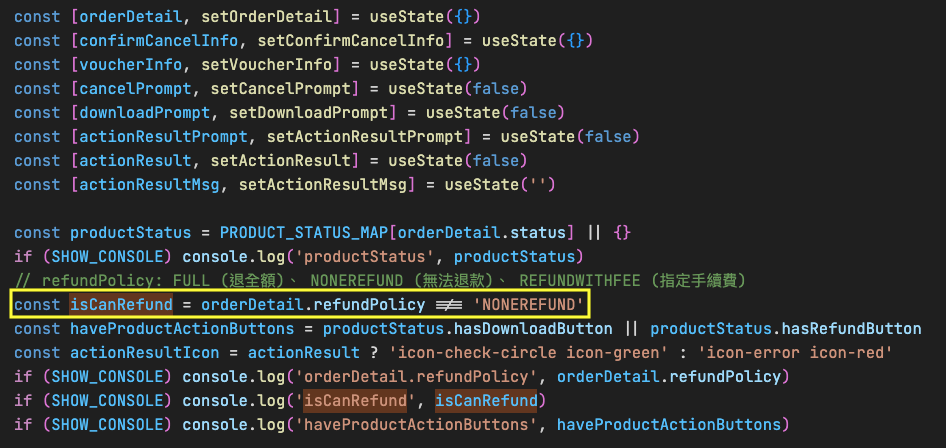 const [orderDetail, setOrderDetail] = useState({})
const [confirmCancelInfo, setConfirmCancelInfo] = useState({})
const [voucherInfo, setVoucherInfo] = useState({})
const [cancelPrompt, setCancelPrompt] = useState(false)
const [downloadPrompt, setDownloadPrompt] = useState(false)
const [actionResultPrompt, setActionResultPrompt] = useState(false)
const [actionResult, setActionResult] = useState(false)
const [actionResultMsg, setActionResultMsg] = useState('')
const productStatus = PRODUCT_STATUS_MAP[orderDetail.status] || {}
if (SHOW_CONSOLE) console.log('productStatus', productStatus)
// refundPolicy: FULL (退全額)、 NONEREFUND (無法退款)、 REFUNDWITHFEE (指定手續費)
const isCanRefund = orderDetail.refundPolicy !== 'NONEREFUND'
const haveProductActionButtons = productStatus.hasDownloadButton || productStatus.hasRefundButton
const actionResultIcon = actionResult ? 'icon-check-circle icon-green' : 'icon-error icon-red'
if (SHOW_CONSOLE) console.log('orderDetail.refundPolicy', orderDetail.refundPolicy)
if (SHOW_CONSOLE) console.log('isCanRefund', isCanRefund)
if (SHOW_CONSOLE) console.log('haveProductActionButtons', haveProductActionButtons)